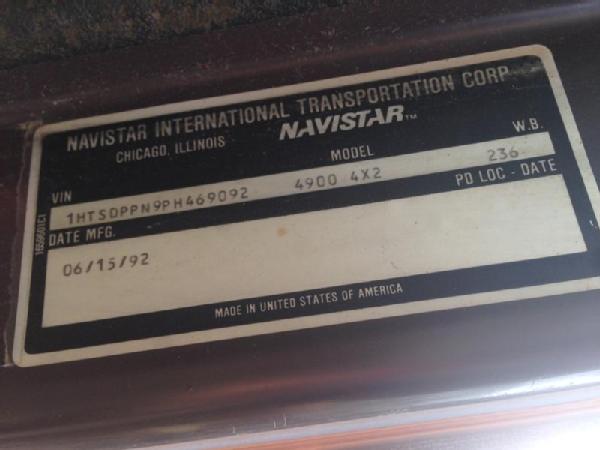 NAVISTAR INTERNATIONAL TRANSPORTATION CORP
CHICAGO, ILLINOIS NAVISTAR™
VIN MODEL W.B.
1HTSDPPN9PH469092 4900 4X2 236
DATE MFG. PD LOC - DATE
06/15/92
MADE IN UNITED STATES OF AMERICA